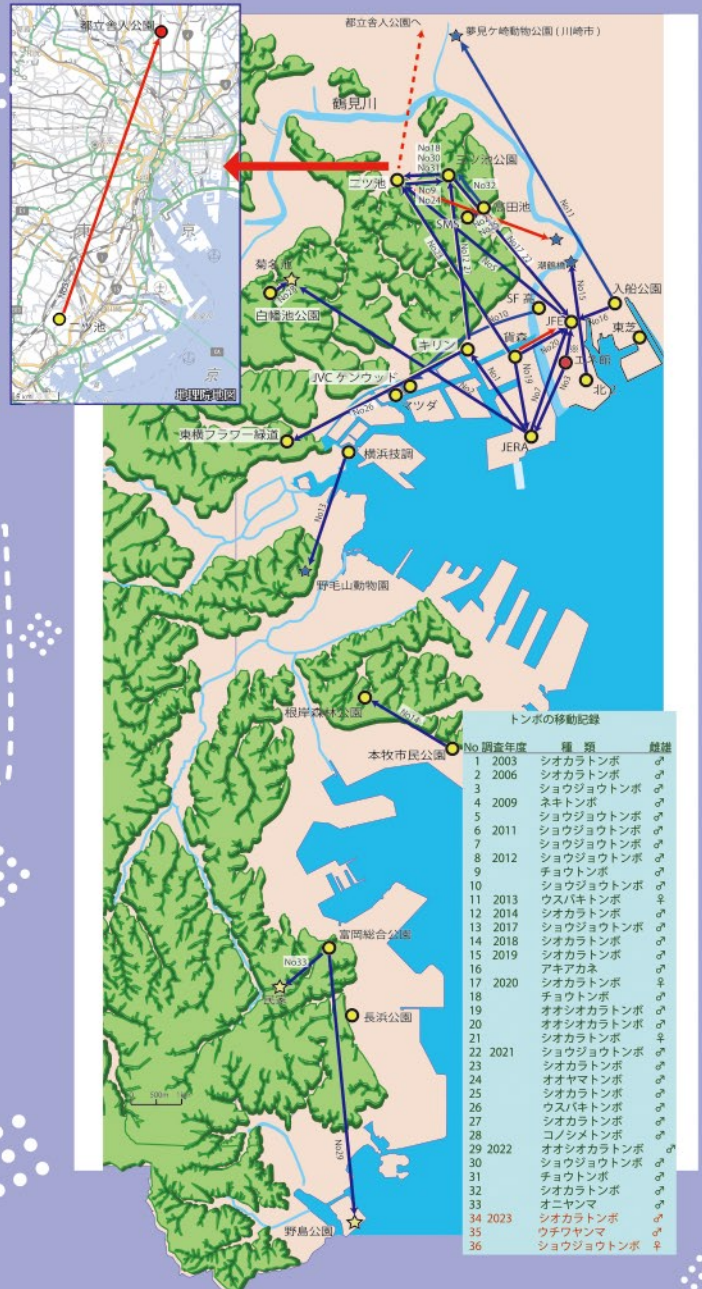 都立舎人公園
二ツ池
東
京
京
地理院地図
都立舎人公園へ
夢見ケ崎動物公園(川崎市)
鶴見川
No18
No30
No31
三ツ池公園
二ツ池
No9
No24
No32
SMS
No11
潮鶴橋
No15
菊名池
白幡池公園
SF高
No10
入船公園
JFE
No16
東芝
キリン
貨森
No20
No19
エネ館
No1
No7
No3
JVCケンウッド
マツダ
No26
東横フラワー緑道
JERA
横浜技調
No13
野毛山動物園
根岸森林公園
No14
本牧市民公園
富岡総合公園
No33
民家
長浜公園
500m
No29
野島公園
トンボの移動記録
No 調査年度 種 類 雌雄
1 2003 シオカラトンボ ♂
2 2006 シオカラトンボ ♂
3 ショウジョウトンボ ♂
4 2009 ネキトンボ ♂
5 ショウジョウトンボ ♂
6 2011 ショウジョウトンボ ♂
7 ショウジョウトンボ ♂
8 2012 ショウジョウトンボ ♂
9 チョウトンボ ♂
10 ショウジョウトンボ ♂
11 2013 ウスバキトンボ ♀
12 2014 シオカラトンボ ♂
13 2017 ショウジョウトンボ ♂
14 2018 シオカラトンボ ♂
15 2019 シオカラトンボ ♂
16 アキアカネ ♂
17 2020 シオカラトンボ ♀
18 チョウトンボ ♂
19 オオシオカラトンボ ♂
20 オオシオカラトンボ ♂
21 シオカラトンボ ♀
22 2021 ショウジョウトンボ ♂
23 シオカラトンボ ♂
24 オオヤマトンボ ♂
25 シオカラトンボ ♂
26 ウスバキトンボ ♂
27 シオカラトンボ ♂
28 コノシメトンボ ♂
29 2022 オオシオカラトンボ ♂
30 ショウジョウトンボ ♂
31 チョウトンボ ♂
32 シオカラトンボ ♂
33 オニヤンマ ♂
34 2023 シオカラトンボ ♂
35 ウチワヤンマ ♂
36 ショウジョウトンボ ♀